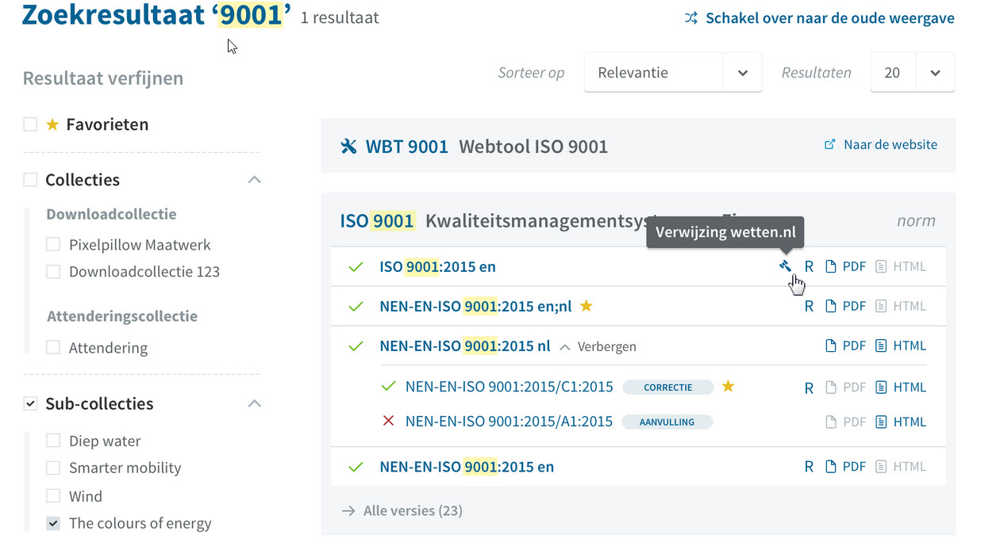 Zoekresultaat ‘9001’ 1 resultaat
Schakel over naar de oude weergave
Sorteer op Relevantie Resultaten 20
Resultaat verfijnen
Favorieten
Collecties
Downloadcollectie
Pixelpillow Maatwerk
Downloadcollectie 123
Attenderingscollectie
Attendering
Sub-collecties
Diep water
Smarter mobility
Wind
The colours of energy
WBT 9001 Webtool ISO 9001 Naar de website
ISO 9001 Kwaliteitsmanagementsys norm
Verwijzing wetten.nl
ISO 9001:2015 en R PDF HTML
NEN-EN-ISO 9001:2015 en;nl R PDF HTML
NEN-EN-ISO 9001:2015 nl Verbergen PDF HTML
NEN-EN-ISO 9001:2015/C1:2015 CORRECTIE R PDF HTML
NEN-EN-ISO 9001:2015/A1:2015 AANVULLING PDF HTML
NEN-EN-ISO 9001:2015 en R PDF HTML
Alle versies (23)